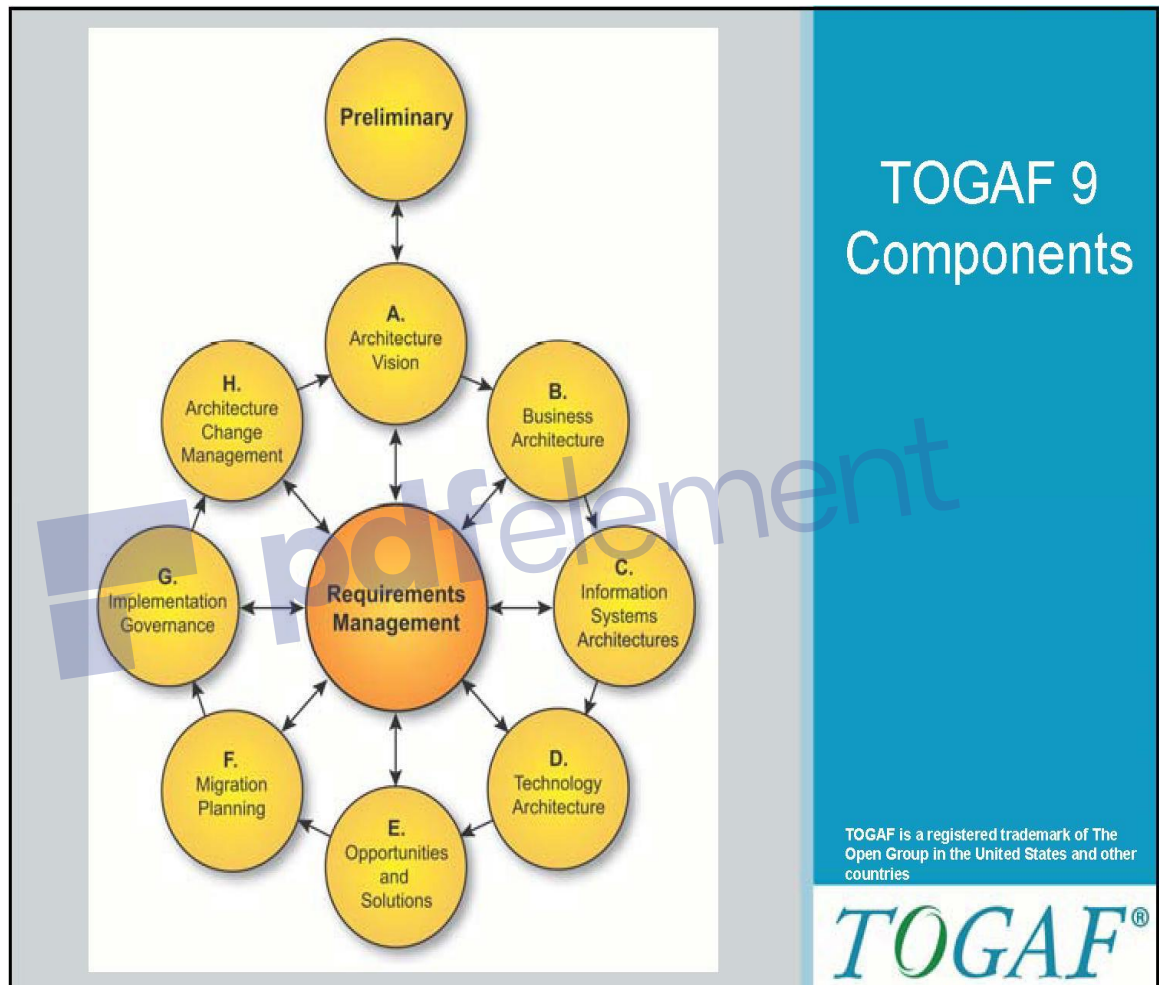 Preliminary
A.
Architecture
Vision
B.
Business
Architecture
C.
Information
Systems
Architectures
D.
Technology
Architecture
E.
Opportunities
and
Solutions
F.
Migration
Planning
G.
Implementation
Governance
H.
Architecture
Change
Management
Requirements
Management
pdfelement
TOGAF 9
Components
TOGAF is a registered trademark of The
Open Group in the United States and other
countries
TOGAF®